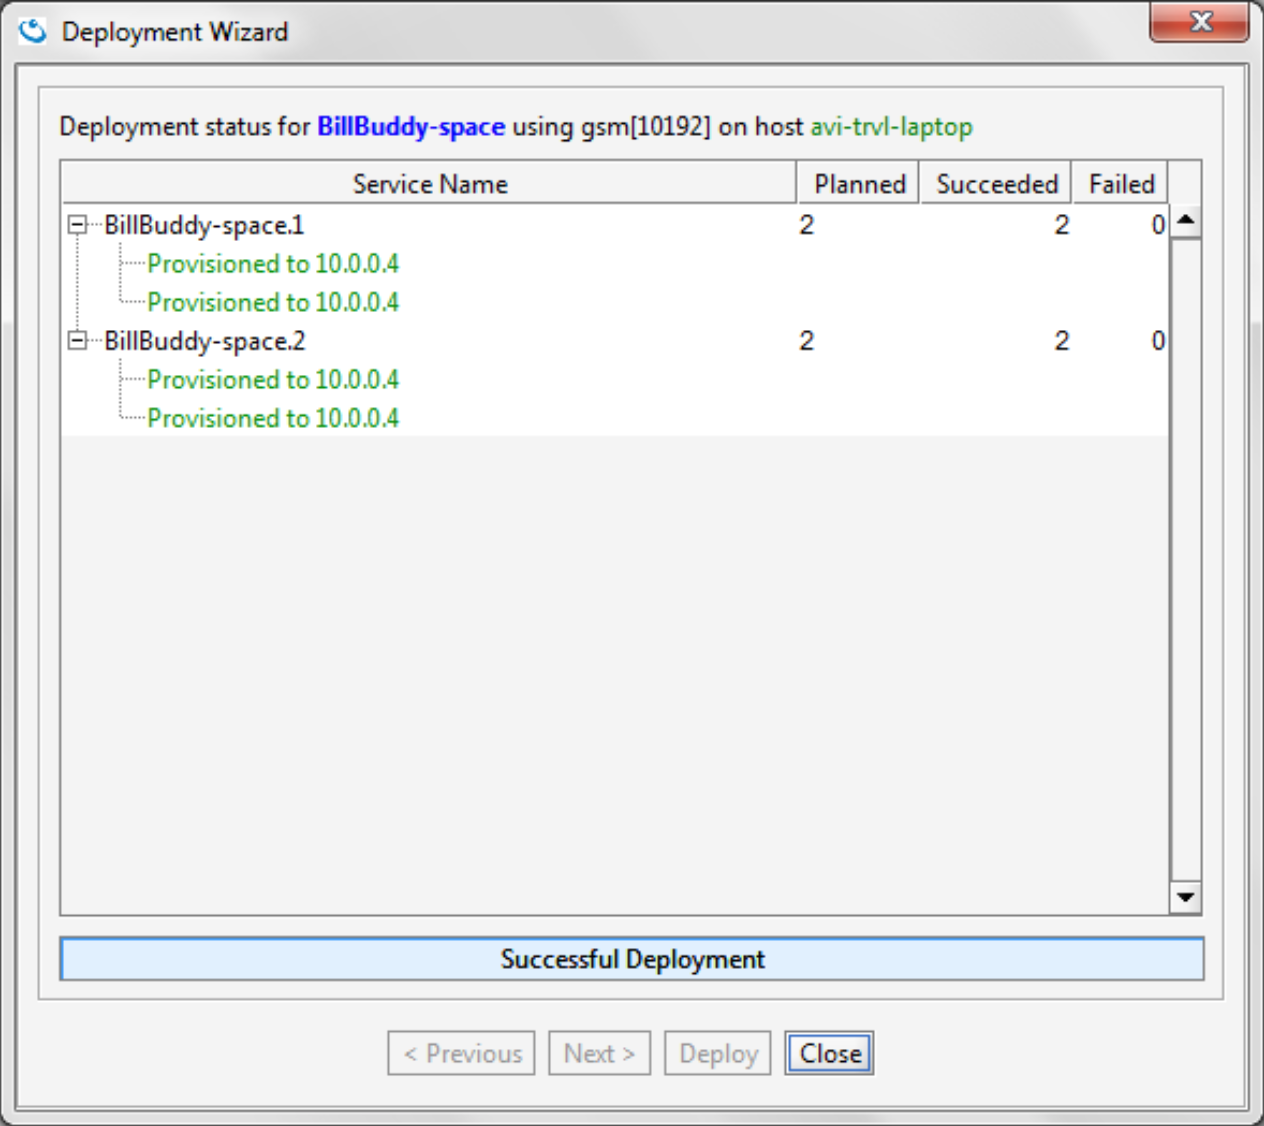 Deployment Wizard
Deployment status for BillBuddy-space using gsm[10192] on host avi-trvl-laptop
Service Name Planned Succeeded Failed
BillBuddy-space.1 2 2 0
Provisioned to 10.0.0.4
Provisioned to 10.0.0.4
BillBuddy-space.2 2 2 0
Provisioned to 10.0.0.4
Provisioned to 10.0.0.4
Successful Deployment
< Previous Next > Deploy Close